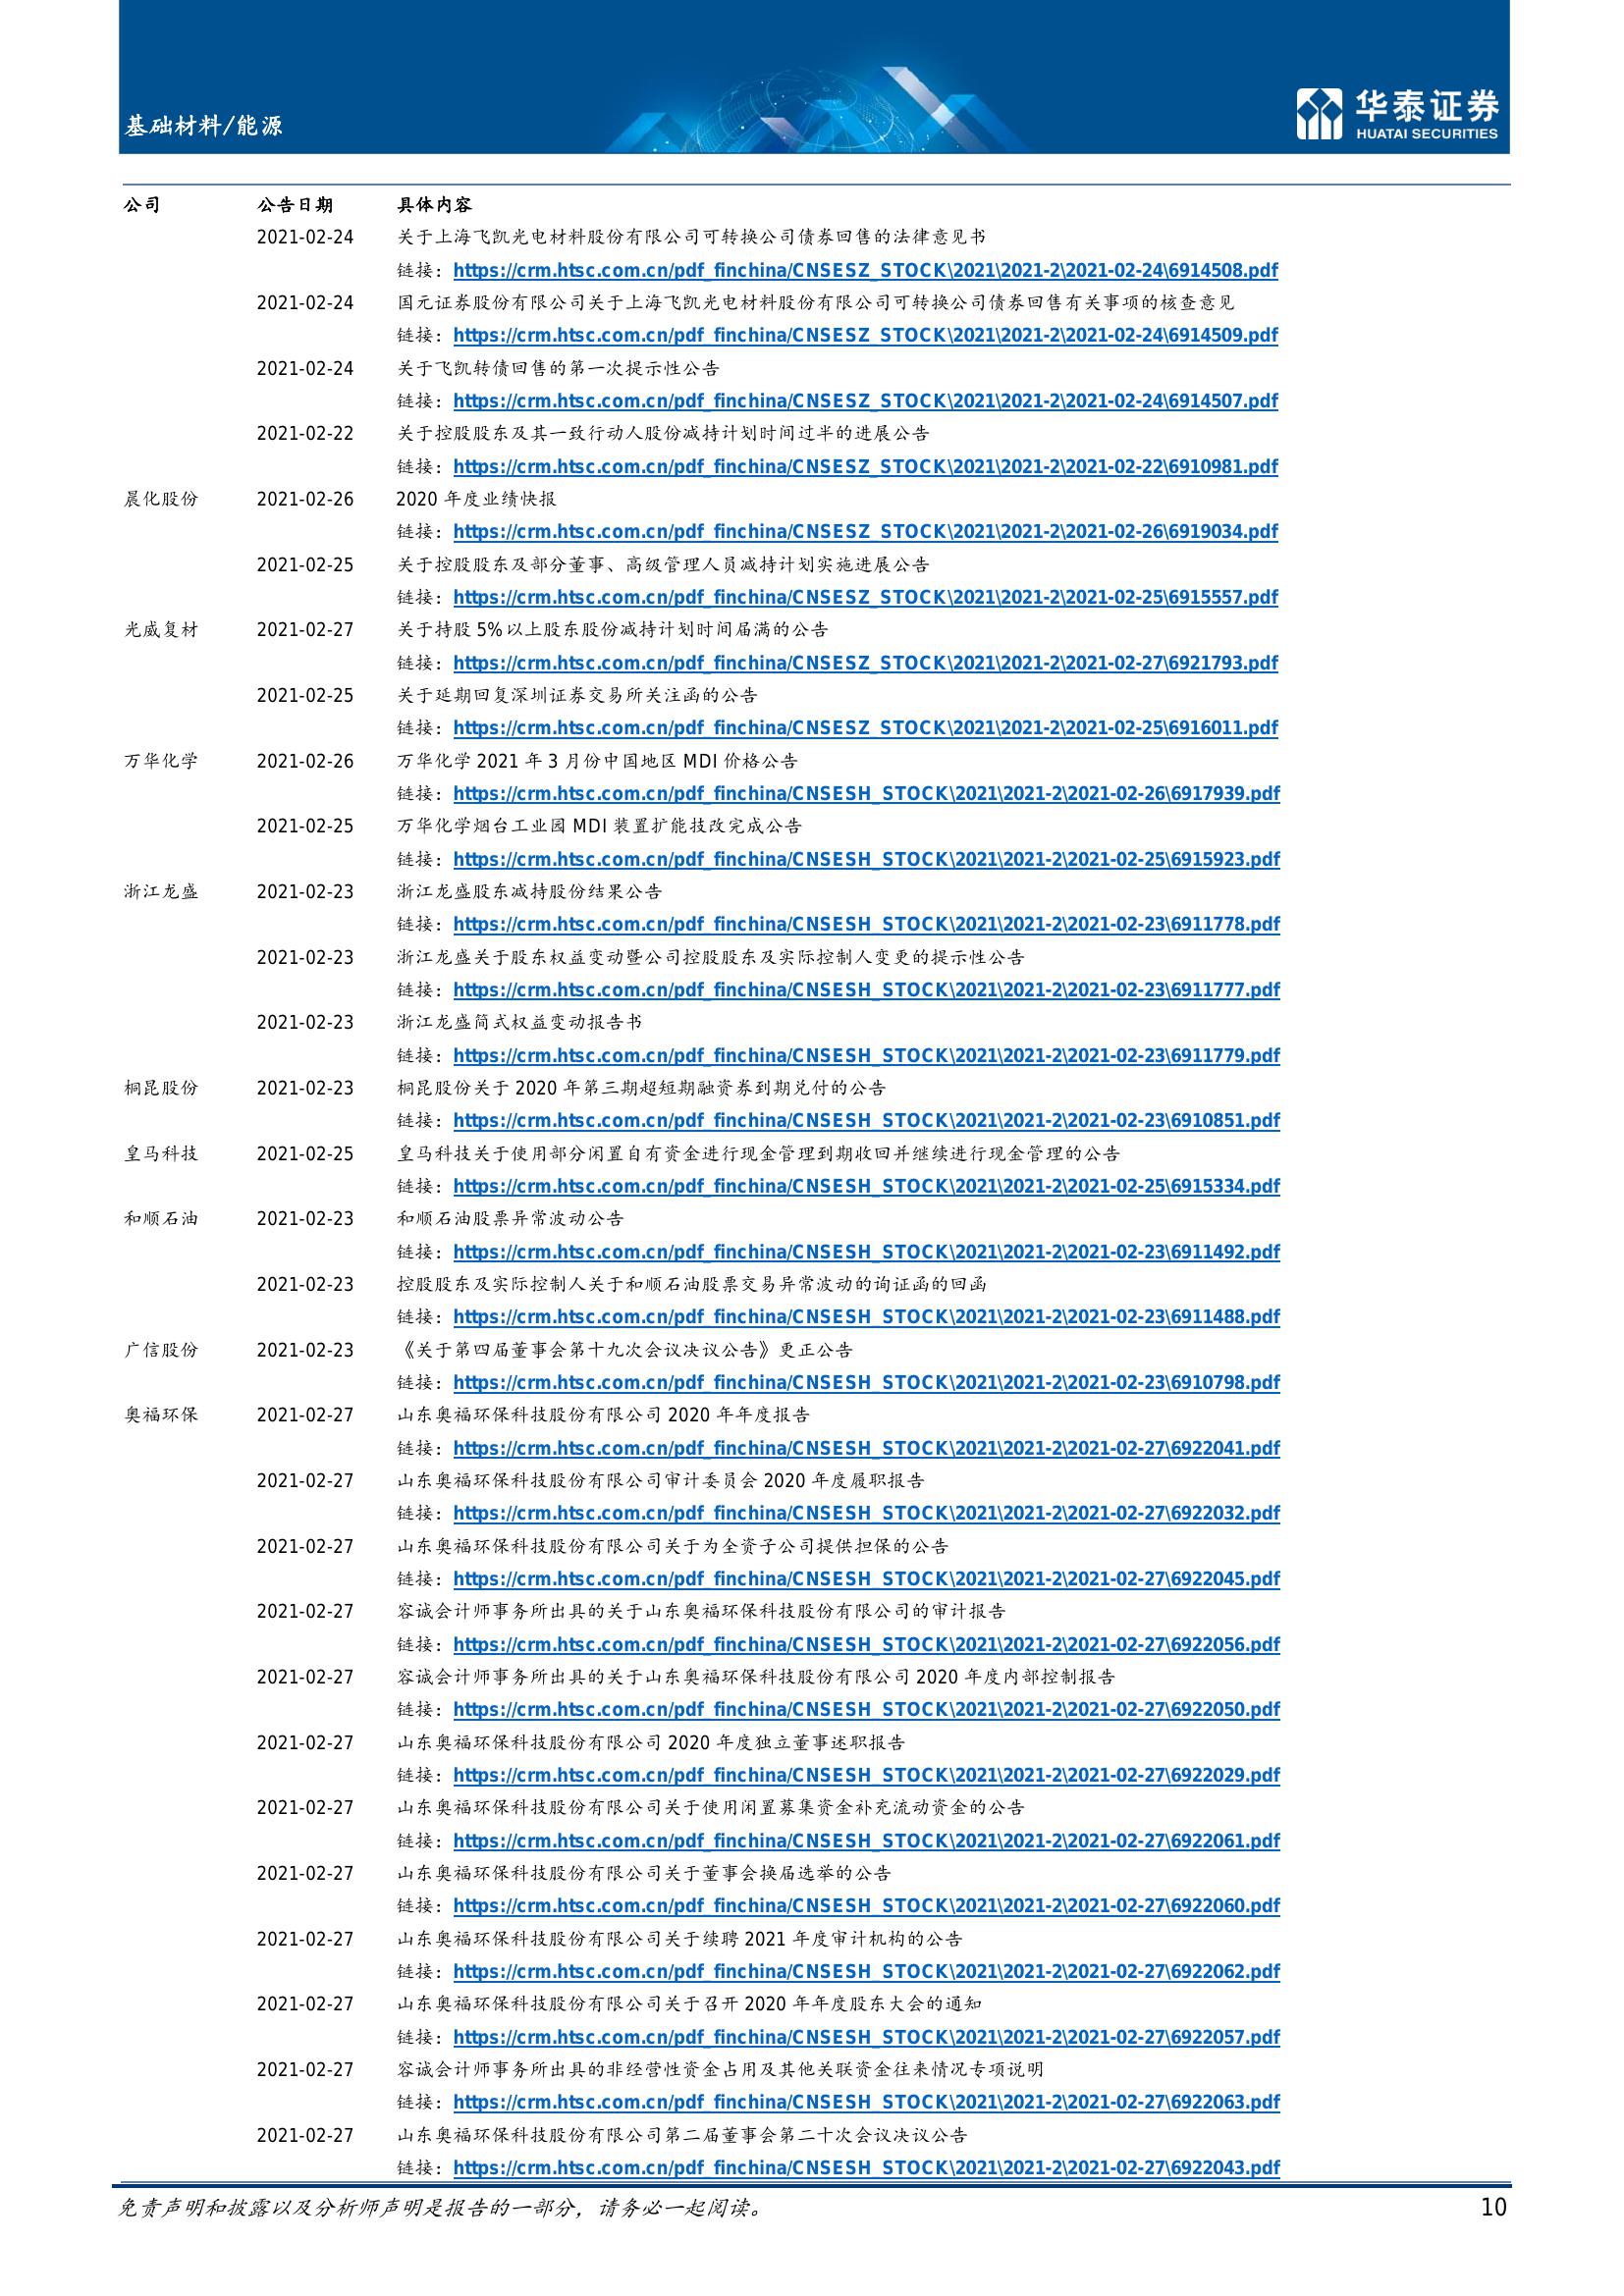 基础材料/能源
华泰证券
HUATAI SECURITIES
公司 公告日期 具体内容
2021-02-24 关于上海飞凯光电材料股份有限公司可转换公司债券回售的法律意见书
链接：https://crm.htsc.com.cn/pdf_finchina/CNSESZ_STOCK\2021\2021-2\2021-02-24\6914508.pdf
2021-02-24 国元证券股份有限公司关于上海飞凯光电材料股份有限公司可转换公司债券回售有关事项的核查意见
链接：https://crm.htsc.com.cn/pdf_finchina/CNSESZ_STOCK\2021\2021-2\2021-02-24\6914509.pdf
2021-02-24 关于飞凯转债回售的第一次提示性公告
链接：https://crm.htsc.com.cn/pdf_finchina/CNSESZ_STOCK\2021\2021-2\2021-02-24\6914507.pdf
2021-02-22 关于控股股东及其一致行动人股份减持计划时间过半的进展公告
链接：https://crm.htsc.com.cn/pdf_finchina/CNSESZ_STOCK\2021\2021-2\2021-02-22\6910981.pdf
晨化股份 2021-02-26 2020 年度业绩快报
链接：https://crm.htsc.com.cn/pdf_finchina/CNSESZ_STOCK\2021\2021-2\2021-02-26\6919034.pdf
2021-02-25 关于控股股东及部分董事、高级管理人员减持计划实施进展公告
链接：https://crm.htsc.com.cn/pdf_finchina/CNSESZ_STOCK\2021\2021-2\2021-02-25\6915557.pdf
光威复材 2021-02-27 关于持股 5%以上股东股份减持计划时间届满的公告
链接：https://crm.htsc.com.cn/pdf_finchina/CNSESZ_STOCK\2021\2021-2\2021-02-27\6921793.pdf
2021-02-25 关于延期回复深圳证券交易所关注函的公告
链接：https://crm.htsc.com.cn/pdf_finchina/CNSESZ_STOCK\2021\2021-2\2021-02-25\6916011.pdf
万华化学 2021-02-26 万华化学 2021 年 3 月份中国地区 MDI 价格公告
链接：https://crm.htsc.com.cn/pdf_finchina/CNSESH_STOCK\2021\2021-2\2021-02-26\6917939.pdf
2021-02-25 万华化学烟台工业园 MDI 装置扩能技改完成公告
链接：https://crm.htsc.com.cn/pdf_finchina/CNSESH_STOCK\2021\2021-2\2021-02-25\6915923.pdf
浙江龙盛 2021-02-23 浙江龙盛股东减持股份结果公告
链接：https://crm.htsc.com.cn/pdf_finchina/CNSESH_STOCK\2021\2021-2\2021-02-23\6911778.pdf
2021-02-23 浙江龙盛关于股东权益变动暨公司控股股东及实际控制人变更的提示性公告
链接：https://crm.htsc.com.cn/pdf_finchina/CNSESH_STOCK\2021\2021-2\2021-02-23\6911777.pdf
2021-02-23 浙江龙盛简式权益变动报告书
链接：https://crm.htsc.com.cn/pdf_finchina/CNSESH_STOCK\2021\2021-2\2021-02-23\6911779.pdf
桐昆股份 2021-02-23 桐昆股份关于 2020 年第三期超短期融资券到期兑付的公告
链接：https://crm.htsc.com.cn/pdf_finchina/CNSESH_STOCK\2021\2021-2\2021-02-23\6910851.pdf
皇马科技 2021-02-25 皇马科技关于使用部分闲置自有资金进行现金管理到期收回并继续进行现金管理的公告
链接：https://crm.htsc.com.cn/pdf_finchina/CNSESH_STOCK\2021\2021-2\2021-02-25\6915334.pdf
和顺石油 2021-02-23 和顺石油股票异常波动公告
链接：https://crm.htsc.com.cn/pdf_finchina/CNSESH_STOCK\2021\2021-2\2021-02-23\6911492.pdf
2021-02-23 控股股东及实际控制人关于和顺石油股票交易异常波动的询证函的回函
链接：https://crm.htsc.com.cn/pdf_finchina/CNSESH_STOCK\2021\2021-2\2021-02-23\6911488.pdf
广信股份 2021-02-23 《关于第四届董事会第十九次会议决议公告》更正公告
链接：https://crm.htsc.com.cn/pdf_finchina/CNSESH_STOCK\2021\2021-2\2021-02-23\6910798.pdf
奥福环保 2021-02-27 山东奥福环保科技股份有限公司 2020 年年度报告
链接：https://crm.htsc.com.cn/pdf_finchina/CNSESH_STOCK\2021\2021-2\2021-02-27\6922041.pdf
2021-02-27 山东奥福环保科技股份有限公司审计委员会 2020 年度履职报告
链接：https://crm.htsc.com.cn/pdf_finchina/CNSESH_STOCK\2021\2021-2\2021-02-27\6922032.pdf
2021-02-27 山东奥福环保科技股份有限公司关于为全资子公司提供担保的公告
链接：https://crm.htsc.com.cn/pdf_finchina/CNSESH_STOCK\2021\2021-2\2021-02-27\6922045.pdf
2021-02-27 容诚会计师事务所出具的关于山东奥福环保科技股份有限公司的审计报告
链接：https://crm.htsc.com.cn/pdf_finchina/CNSESH_STOCK\2021\2021-2\2021-02-27\6922056.pdf
2021-02-27 容诚会计师事务所出具的关于山东奥福环保科技股份有限公司 2020 年度内部控制报告
链接：https://crm.htsc.com.cn/pdf_finchina/CNSESH_STOCK\2021\2021-2\2021-02-27\6922050.pdf
2021-02-27 山东奥福环保科技股份有限公司 2020 年度独立董事述职报告
链接：https://crm.htsc.com.cn/pdf_finchina/CNSESH_STOCK\2021\2021-2\2021-02-27\6922029.pdf
2021-02-27 山东奥福环保科技股份有限公司关于使用闲置募集资金补充流动资金的公告
链接：https://crm.htsc.com.cn/pdf_finchina/CNSESH_STOCK\2021\2021-2\2021-02-27\6922061.pdf
2021-02-27 山东奥福环保科技股份有限公司关于董事会换届选举的公告
链接：https://crm.htsc.com.cn/pdf_finchina/CNSESH_STOCK\2021\2021-2\2021-02-27\6922060.pdf
2021-02-27 山东奥福环保科技股份有限公司关于续聘 2021 年度审计机构的公告
链接：https://crm.htsc.com.cn/pdf_finchina/CNSESH_STOCK\2021\2021-2\2021-02-27\6922062.pdf
2021-02-27 山东奥福环保科技股份有限公司关于召开 2020 年年度股东大会的通知
链接：https://crm.htsc.com.cn/pdf_finchina/CNSESH_STOCK\2021\2021-2\2021-02-27\6922057.pdf
2021-02-27 容诚会计师事务所出具的非经营性资金占用及其他关联资金往来情况专项说明
链接：https://crm.htsc.com.cn/pdf_finchina/CNSESH_STOCK\2021\2021-2\2021-02-27\6922063.pdf
2021-02-27 山东奥福环保科技股份有限公司第二届董事会第二十次会议决议公告
链接：https://crm.htsc.com.cn/pdf_finchina/CNSESH_STOCK\2021\2021-2\2021-02-27\6922043.pdf
免责声明和披露以及分析师声明是报告的一部分，请务必一起阅读。 10